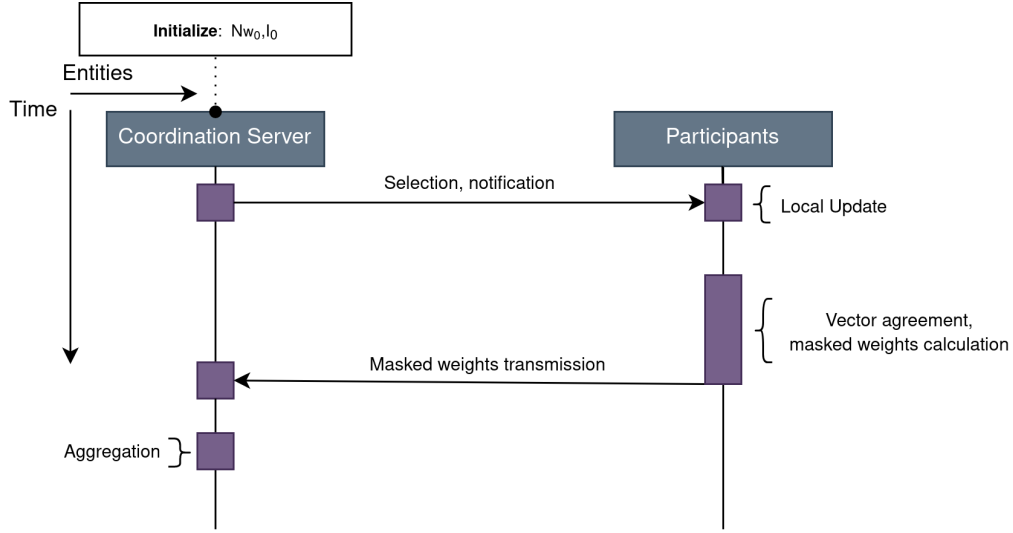 Initialize: Nw₀,I₀
Entities
Time
Coordination Server
Participants
Selection, notification
Local Update
Vector agreement,
masked weights calculation
Masked weights transmission
Aggregation